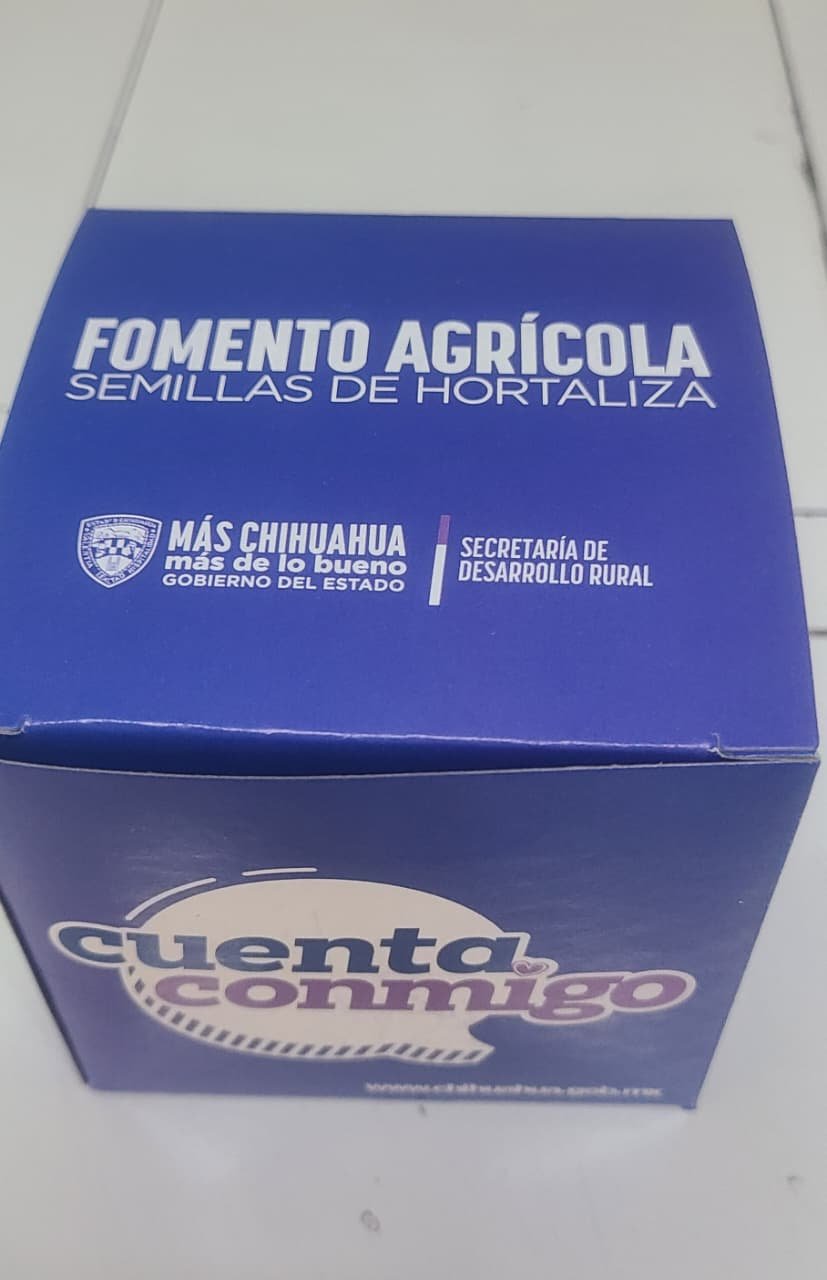 FOMENTO AGRÍCOLA
SEMILLAS DE HORTALIZA
MÁS CHIHUAHUA
más de lo bueno
GOBIERNO DEL ESTADO
SECRETARÍA DE
DESARROLLO RURAL
cuenta
conmigo
www.chihuahua.gob.mx